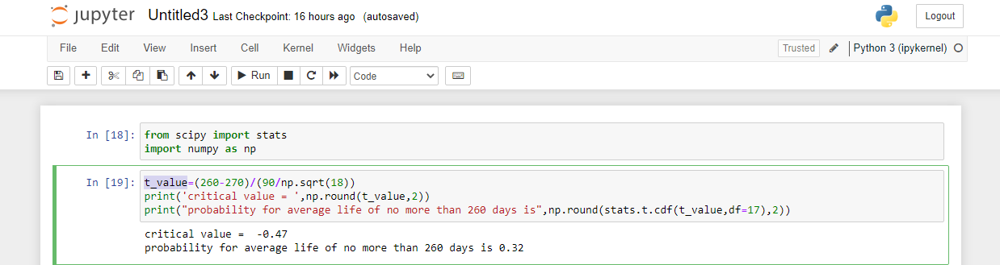 jupyter Untitled3 Last Checkpoint: 16 hours ago (autosaved) Logout
File Edit View Insert Cell Kernel Widgets Help Trusted Python 3 (ipykernel)
Run Code
In [18]: from scipy import stats
import numpy as np
In [19]: t_value=(260-270)/(90/np.sqrt(18))
print('critical value = ',np.round(t_value,2))
print("probability for average life of no more than 260 days is",np.round(stats.t.cdf(t_value,df=17),2))
critical value =  -0.47
probability for average life of no more than 260 days is 0.32